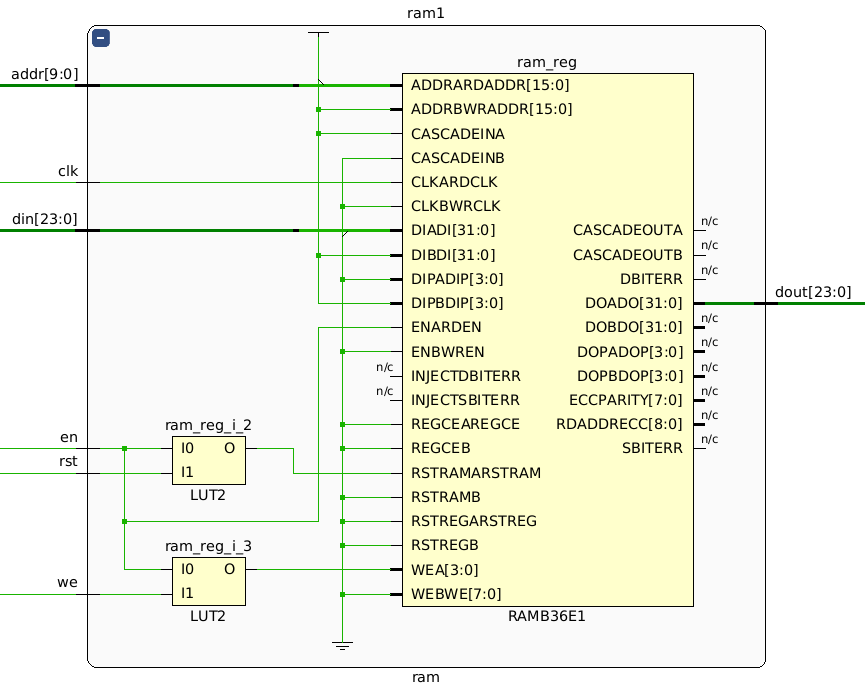 ram1
−
ram_reg
addr[9:0]
ADDRARDADDR[15:0]
ADDRBWRADDR[15:0]
CASCADEINA
CASCADEINB
clk
CLKARDCLK
CLKBWRCLK
din[23:0]
DIADI[31:0]
CASCADEOUTA
n/c
DIBDI[31:0]
CASCADEOUTB
n/c
DIPADIP[3:0]
DBITERR
n/c
DIPBDIP[3:0]
DOADO[31:0]
dout[23:0]
ENARDEN
DOBDO[31:0]
n/c
ENBWREN
DOPADOP[3:0]
n/c
n/c
INJECTDBITERR
DOPBDOP[3:0]
n/c
n/c
INJECTSBITERR
ECCPARITY[7:0]
n/c
REGCEAREGCE
RDADDRECC[8:0]
n/c
ram_reg_i_2
en
I0
O
REGCEB
SBITERR
n/c
rst
I1
RSTRAMARSTRAM
LUT2
RSTRAMB
RSTREGARSTREG
RSTREGB
ram_reg_i_3
I0
O
WEA[3:0]
we
I1
WEBWE[7:0]
LUT2
RAMB36E1
ram